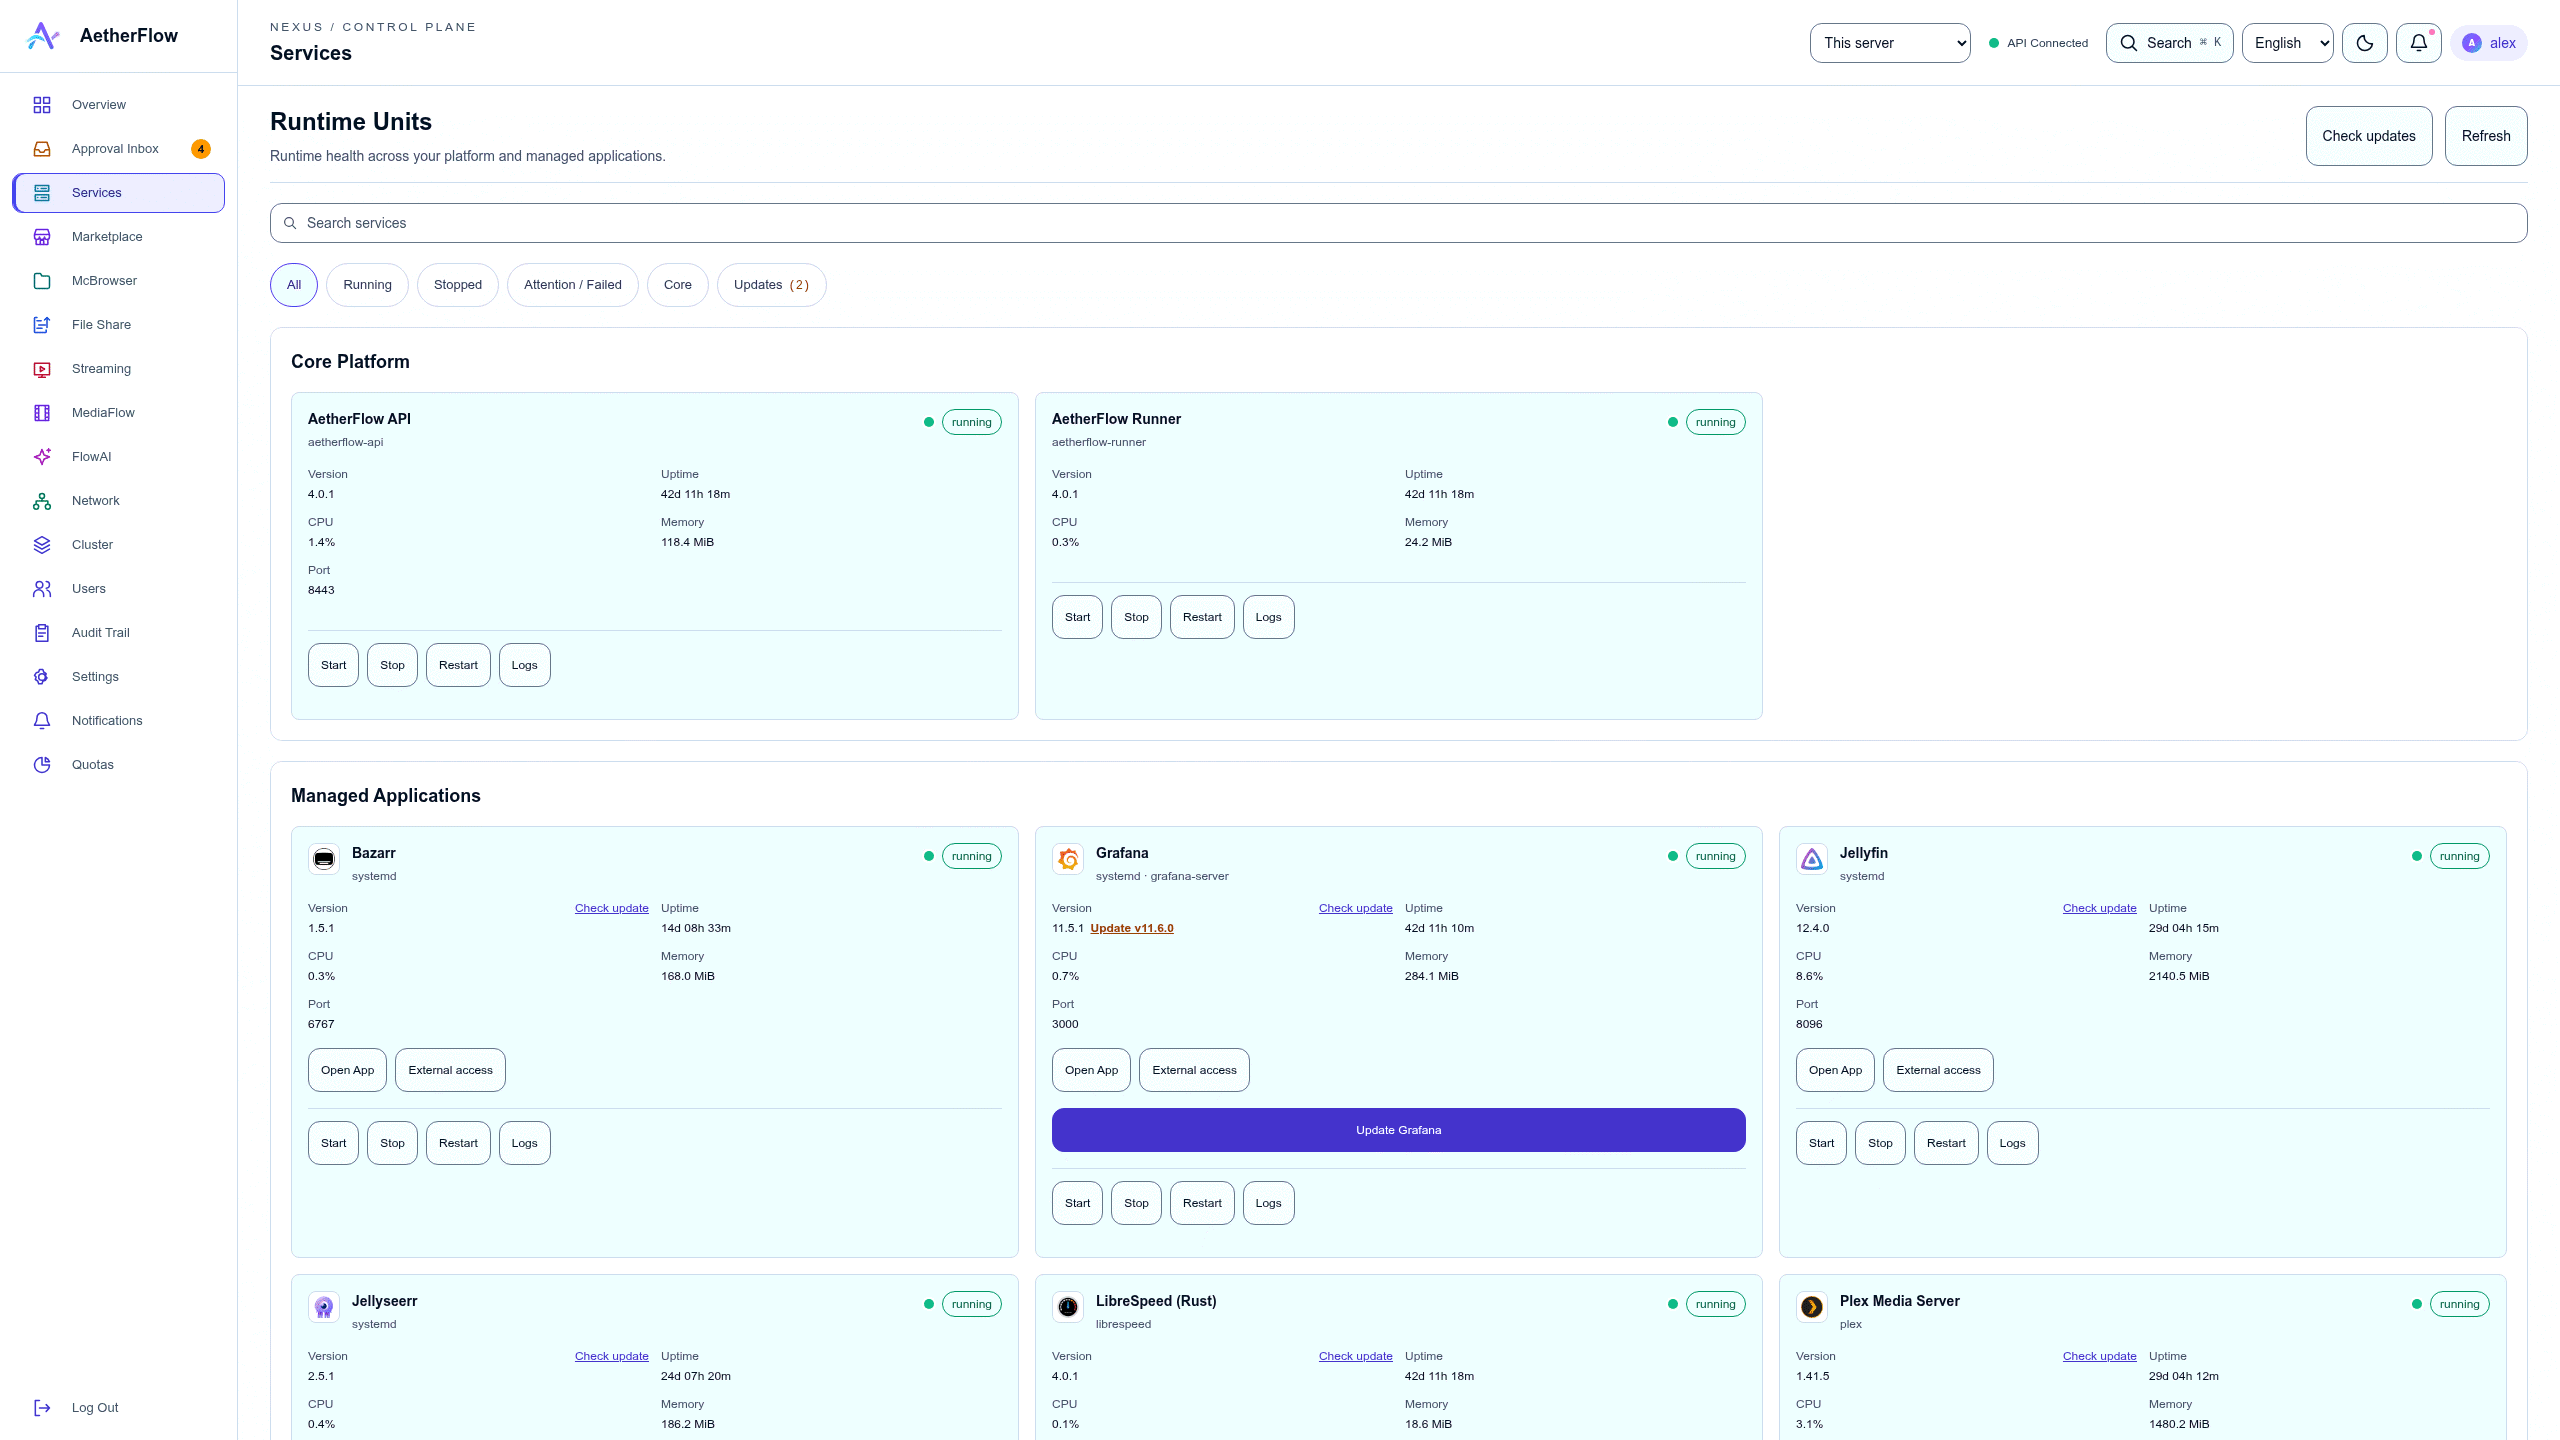 AetherFlow
Overview
Approval Inbox 4
Services
Marketplace
McBrowser
File Share
Streaming
MediaFlow
FlowAI
Network
Cluster
Users
Audit Trail
Settings
Notifications
Quotas
Log Out
NEXUS / CONTROL PLANE
Services
This server
API Connected
Search ⌘ K
English
A alex
Runtime Units
Runtime health across your platform and managed applications.
Check updates
Refresh
Search services
All Running Stopped Attention / Failed Core Updates (2)
Core Platform
AetherFlow API running
aetherflow-api
Version Uptime
4.0.1 42d 11h 18m
CPU Memory
1.4% 118.4 MiB
Port
8443
Start Stop Restart Logs
AetherFlow Runner running
aetherflow-runner
Version Uptime
4.0.1 42d 11h 18m
CPU Memory
0.3% 24.2 MiB
Start Stop Restart Logs
Managed Applications
Bazarr running
systemd
Version Check update Uptime
1.5.1 14d 08h 33m
CPU Memory
0.3% 168.0 MiB
Port
6767
Open App External access
Start Stop Restart Logs
Grafana running
systemd · grafana-server
Version Check update Uptime
11.5.1 Update v11.6.0 42d 11h 10m
CPU Memory
0.7% 284.1 MiB
Port
3000
Open App External access
Update Grafana
Start Stop Restart Logs
Jellyfin running
systemd
Version Check update Uptime
12.4.0 29d 04h 15m
CPU Memory
8.6% 2140.5 MiB
Port
8096
Open App External access
Start Stop Restart Logs
Jellyseerr running
systemd
Version Check update Uptime
2.5.1 24d 07h 20m
CPU Memory
0.4% 186.2 MiB
LibreSpeed (Rust) running
librespeed
Version Check update Uptime
4.0.1 42d 11h 18m
CPU Memory
0.1% 18.6 MiB
Plex Media Server running
plex
Version Check update Uptime
1.41.5 29d 04h 12m
CPU Memory
3.1% 1480.2 MiB